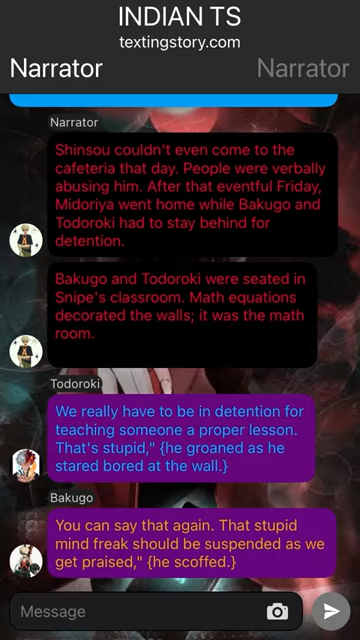 INDIAN TS
textingstory.com
Narrator
Narrator
Narrator
Shinsou couldn't even come to the
cafeteria that day. People were verbally
abusing him. After that eventful Friday,
Midoriya went home while Bakugo and
Todoroki had to stay behind for
detention.
Bakugo and Todoroki were seated in
Snipe's classroom. Math equations
decorated the walls; it was the math
room.
Todoroki
We really have to be in detention for
teaching someone a proper lesson.
That's stupid," {he groaned as he
stared bored at the wall.}
Bakugo
You can say that again. That stupid
mind freak should be suspended as we
get praised," {he scoffed.}
Message